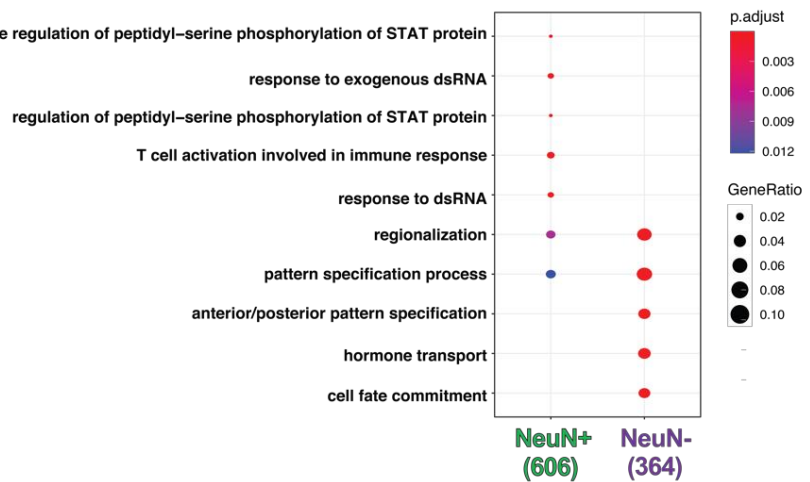 e regulation of peptidyl−serine phosphorylation of STAT protein
response to exogenous dsRNA
regulation of peptidyl−serine phosphorylation of STAT protein
T cell activation involved in immune response
response to dsRNA
regionalization
pattern specification process
anterior/posterior pattern specification
hormone transport
cell fate commitment
NeuN+
(606)
NeuN-
(364)
p.adjust
0.003
0.006
0.009
0.012
GeneRatio
0.02
0.04
0.06
0.08
0.10